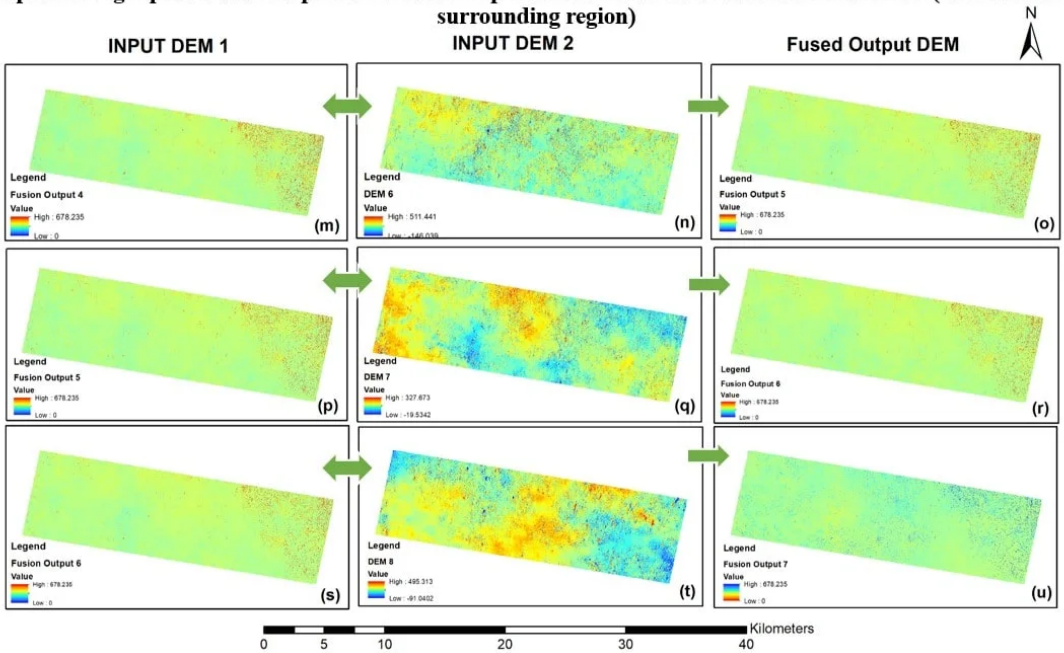 surrounding region)
N
INPUT DEM 1
INPUT DEM 2
Fused Output DEM
Legend
Fusion Output 4
Value
High : 678.235
Low : 0
(m)
Legend
DEM 6
Value
High : 511.441
Low : -146.039
(n)
Legend
Fusion Output 5
Value
High : 678.235
Low : 0
(o)
Legend
Fusion Output 5
Value
High : 678.235
Low : 0
(p)
Legend
DEM 7
Value
High : 327.673
Low : -19.5342
(q)
Legend
Fusion Output 6
Value
High : 678.235
Low : 0
(r)
Legend
Fusion Output 6
Value
High : 678.235
Low : 0
(s)
Legend
DEM 8
Value
High : 495.313
Low : -91.0402
(t)
Legend
Fusion Output 7
Value
High : 678.235
Low : 0
(u)
Kilometers
0 5 10 20 30 40